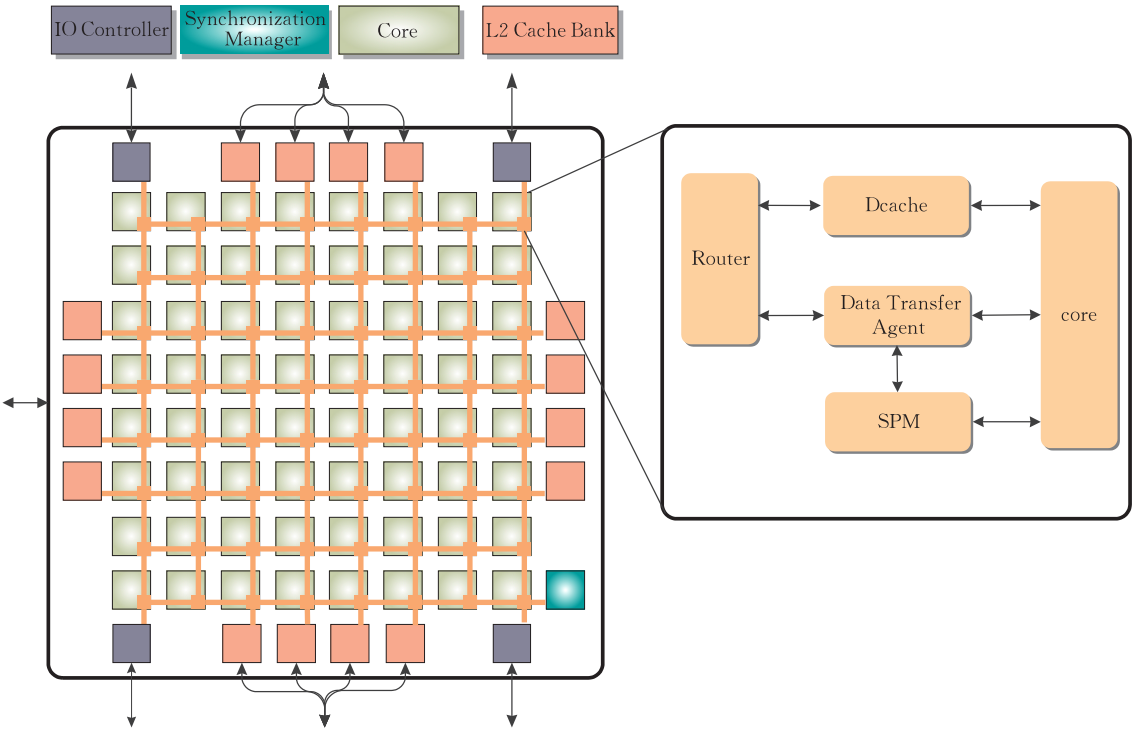 IO Controller
Synchronization
Manager
Core
L2 Cache Bank
Router
Dcache
Data Transfer
Agent
SPM
core